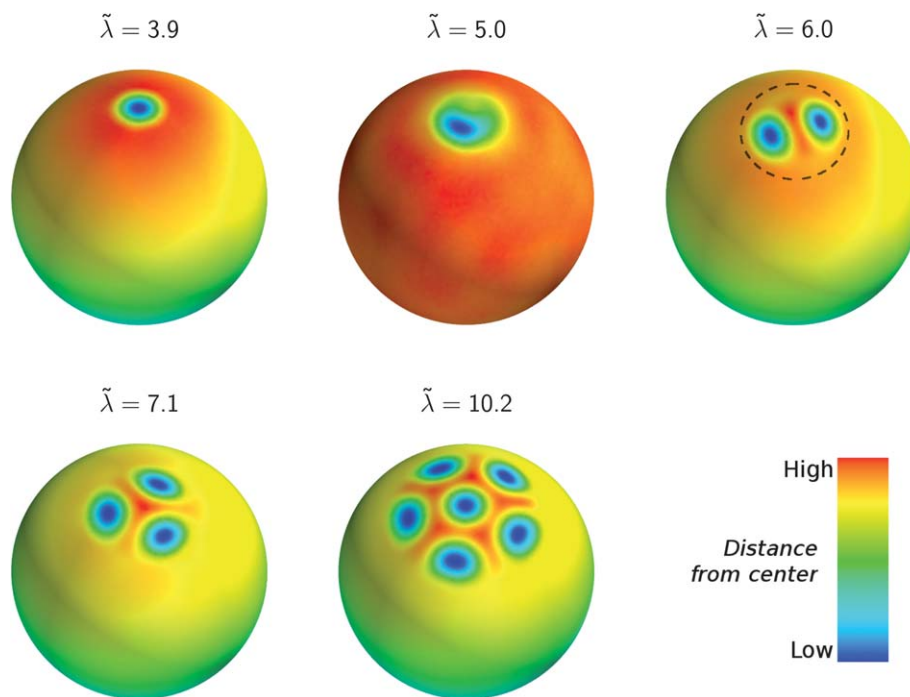 λ̃ = 3.9
λ̃ = 5.0
λ̃ = 6.0
λ̃ = 7.1
λ̃ = 10.2
High
Distance
from center
Low